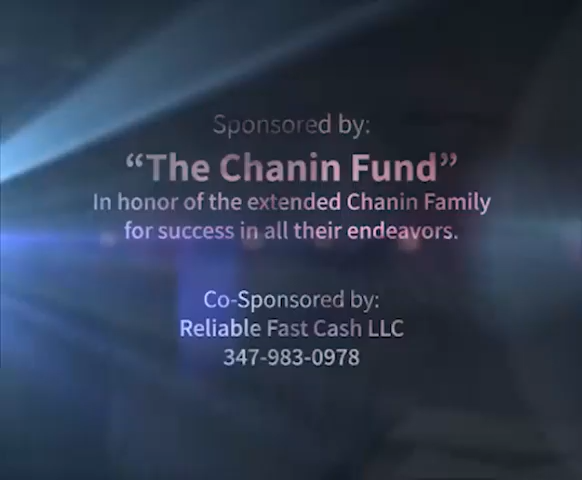 Sponsored by:
“The Chanin Fund”
In honor of the extended Chanin Family
for success in all their endeavors.
Co-Sponsored by:
Reliable Fast Cash LLC
347-983-0978